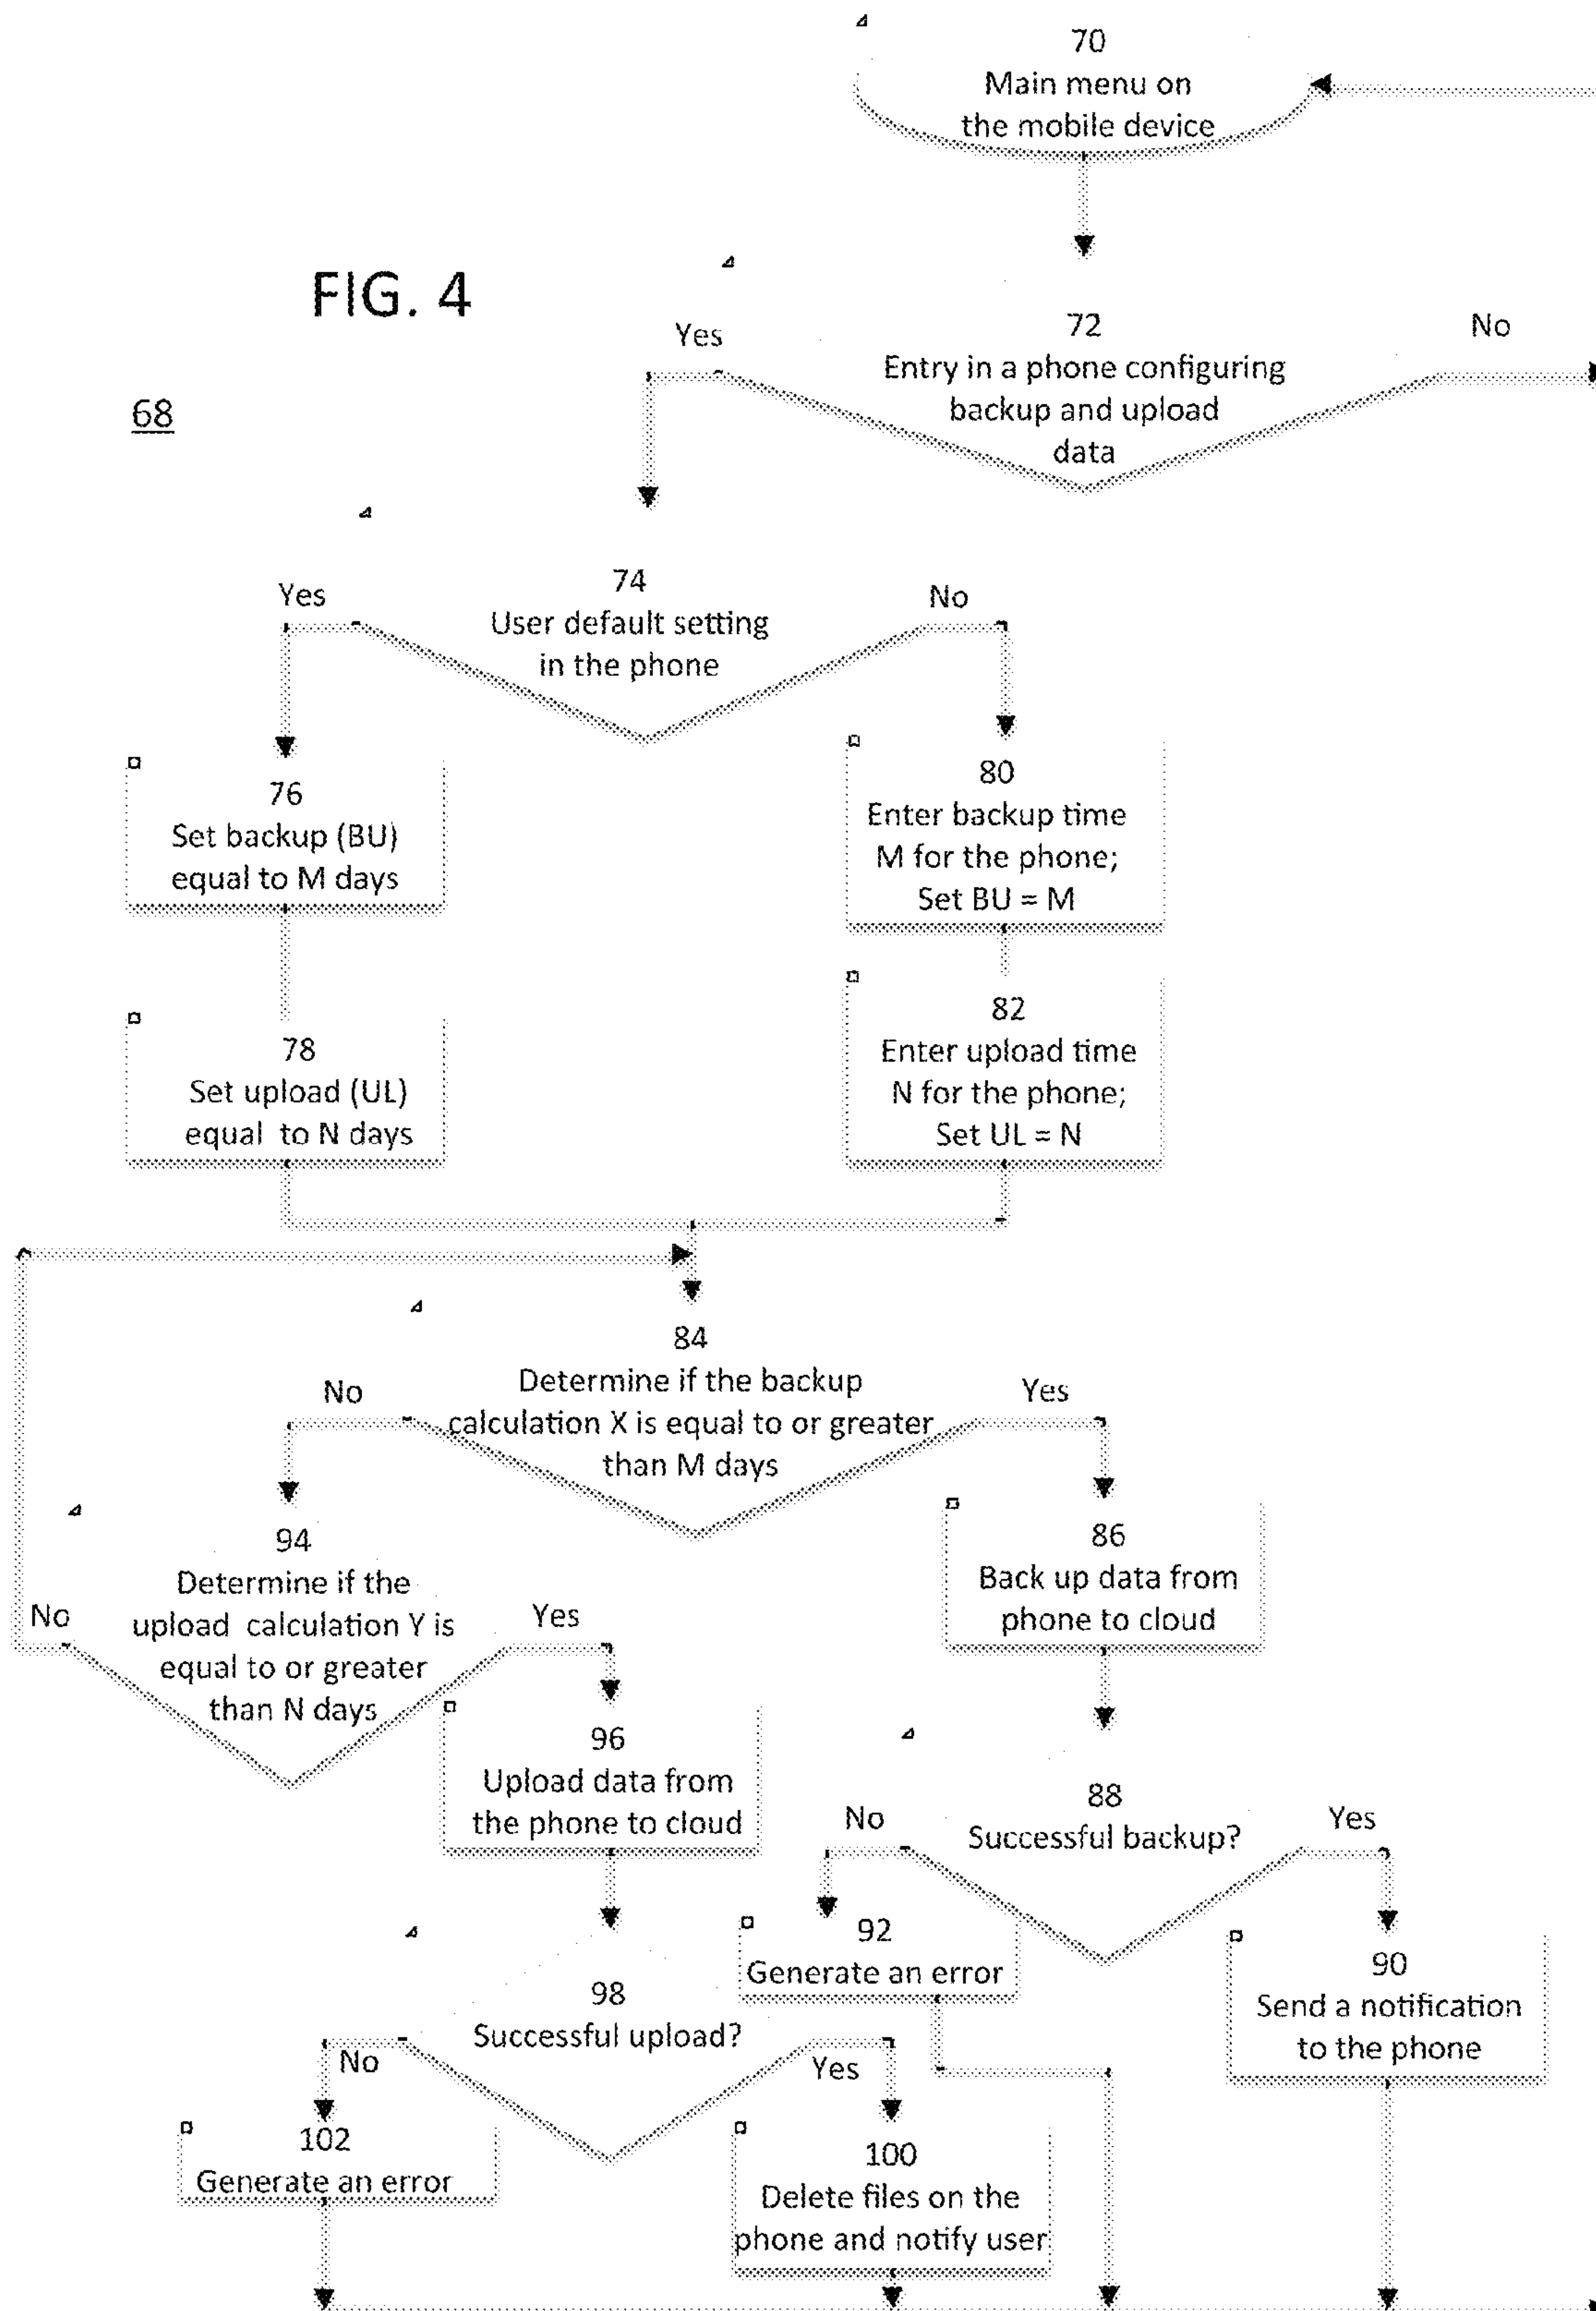 70
Main menu on
the mobile device
FIG. 4
68
72
Entry in a phone configuring
backup and upload
data
Yes
No
74
User default setting
in the phone
Yes
No
76
Set backup (BU)
equal to M days
80
Enter backup time
M for the phone;
Set BU = M
78
Set upload (UL)
equal to N days
82
Enter upload time
N for the phone;
Set UL = N
84
Determine if the backup
calculation X is equal to or greater
than M days
No
Yes
94
Determine if the
upload calculation Y is
equal to or greater
than N days
No
Yes
86
Back up data from
phone to cloud
96
Upload data from
the phone to cloud
88
Successful backup?
No
Yes
92
Generate an error
90
Send a notification
to the phone
98
Successful upload?
No
Yes
102
Generate an error
100
Delete files on the
phone and notify user